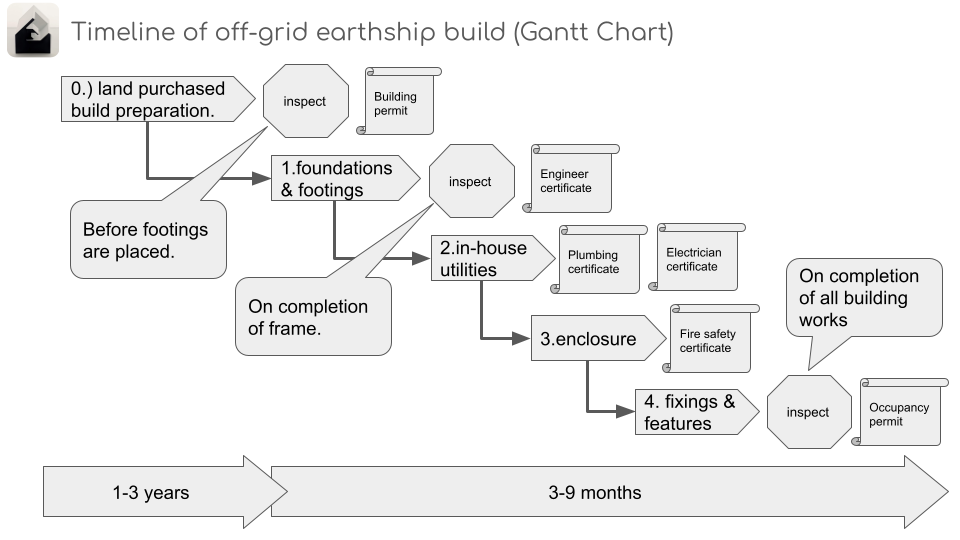 Timeline of off-grid earthship build (Gantt Chart)
0.) land purchased
build preparation.
inspect
Building
permit
Before footings
are placed.
1.foundations
& footings
inspect
Engineer
certificate
On completion
of frame.
2.in-house
utilities
Plumbing
certificate
Electrician
certificate
3.enclosure
Fire safety
certificate
On completion
of all building
works
4. fixings &
features
inspect
Occupancy
permit
1-3 years
3-9 months